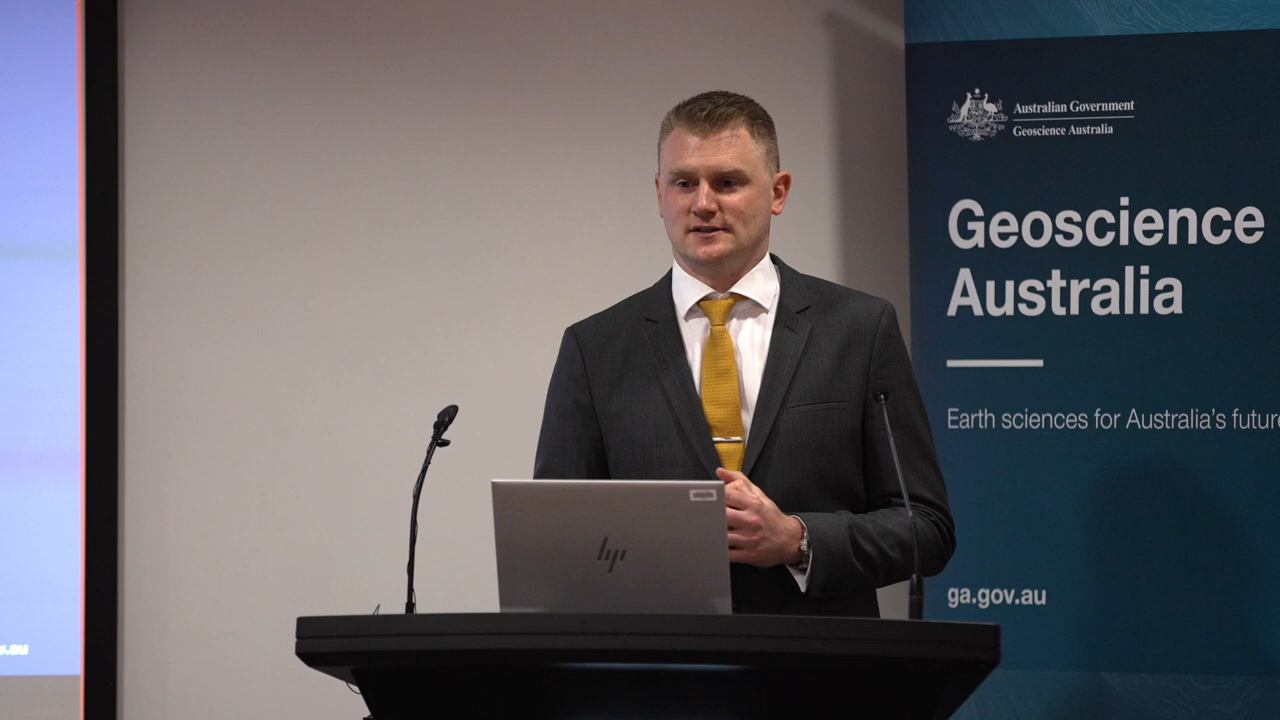 Australian Government
Geoscience Australia
Geoscience
Australia
Earth sciences for Australia's future
ga.gov.au
hp